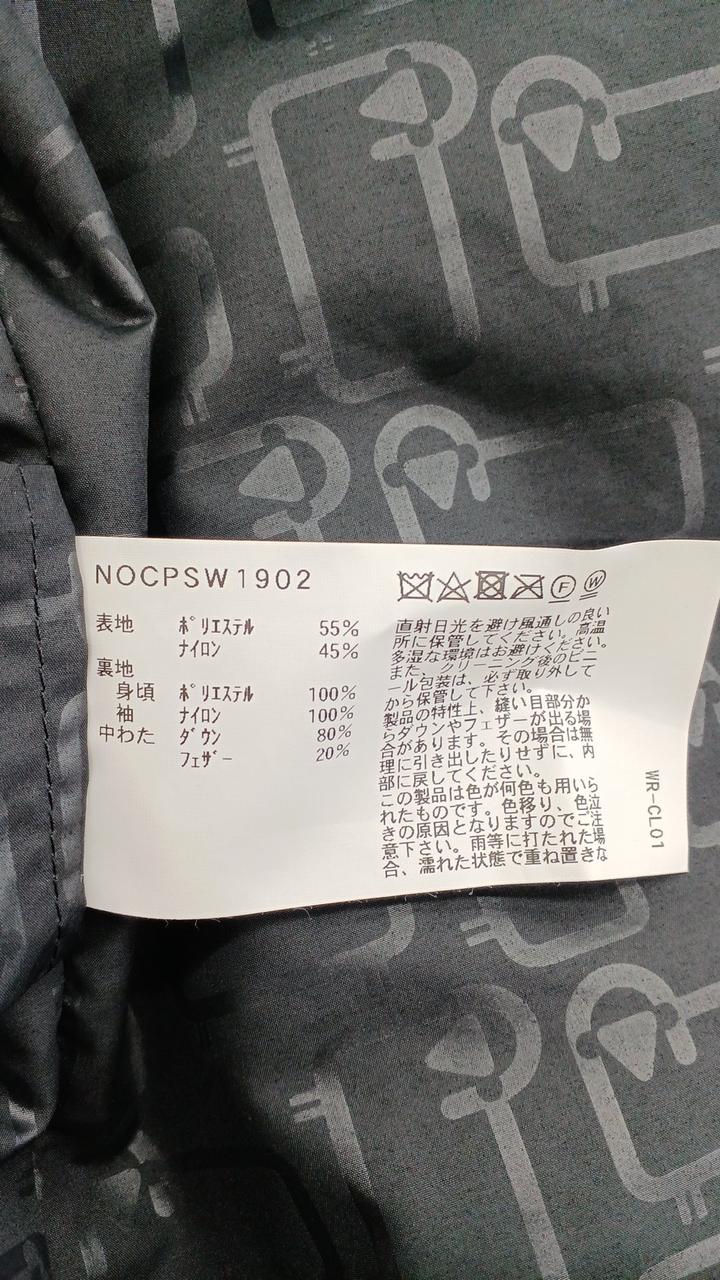 NOCPSW1902
表地 ポリエステル 55%
ナイロン 45%
裏地
身頃 ポリエステル 100%
袖 ナイロン 100%
中わた ダウン 80%
フェザー 20%
F W
直射日光を避け風通しの良い
所に保管してください。高温
多湿な環境はお避けください。
また、クリーニング後のビニ
ール包装は、必ず取り外して
から保管して下さい。
製品の特性上、縫い目部分か
らダウンやフェザーが出る場
合があります。その場合は無
理に引き出したりせずに、内
部に戻してください。
この製品は色が何色も用いら
れたものです。色移り、色泣
きの原因となりますのでご注
意下さい。雨等に打たれた場
合、濡れた状態で重ね置きな
WR-CL01